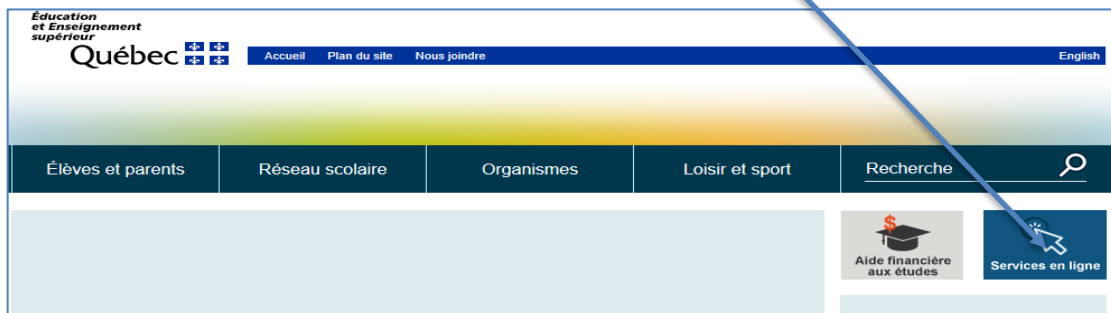 Éducation
et Enseignement
supérieur
Québec
Accueil Plan du site Nous joindre English
Élèves et parents Réseau scolaire Organismes Loisir et sport Recherche
$
Aide financière
aux études
Services en ligne